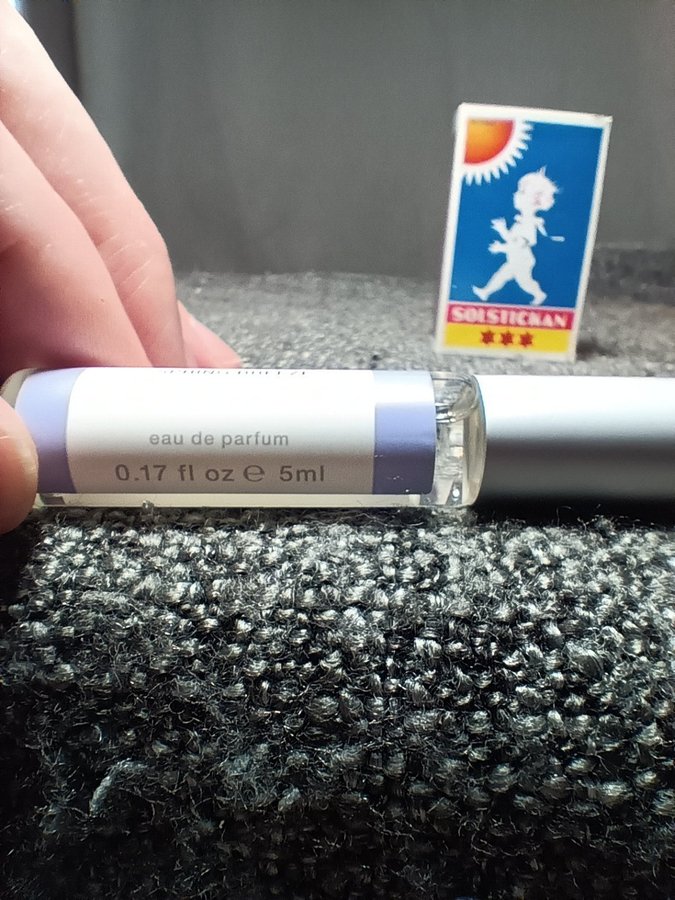 SOLSTICKAN
eau de parfum
0.17 fl oz ℮ 5ml